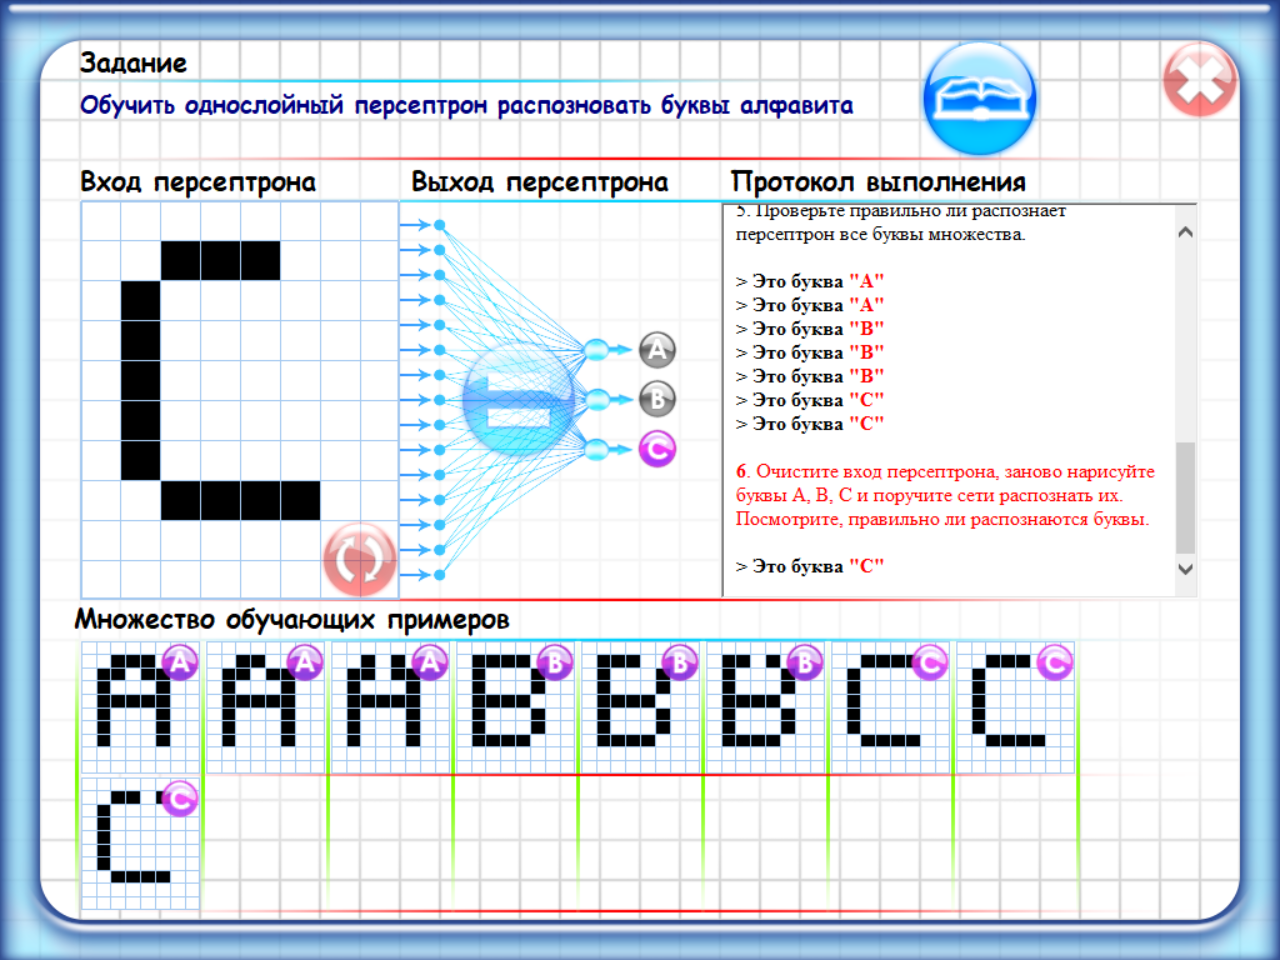 Задание
Обучить однослойный персептрон распозновать буквы алфавита
Вход персептрона
Выход персептрона
Протокол выполнения
A
B
C
5. Проверьте правильно ли распознает
персептрон все буквы множества.
> Это буква "A"
> Это буква "A"
> Это буква "B"
> Это буква "B"
> Это буква "B"
> Это буква "C"
> Это буква "C"
6. Очистите вход персептрона, заново нарисуйте
буквы A, B, C и поручите сети распознать их.
Посмотрите, правильно ли распознаются буквы.
> Это буква "C"
Множество обучающих примеров
A A A B B B C C
C